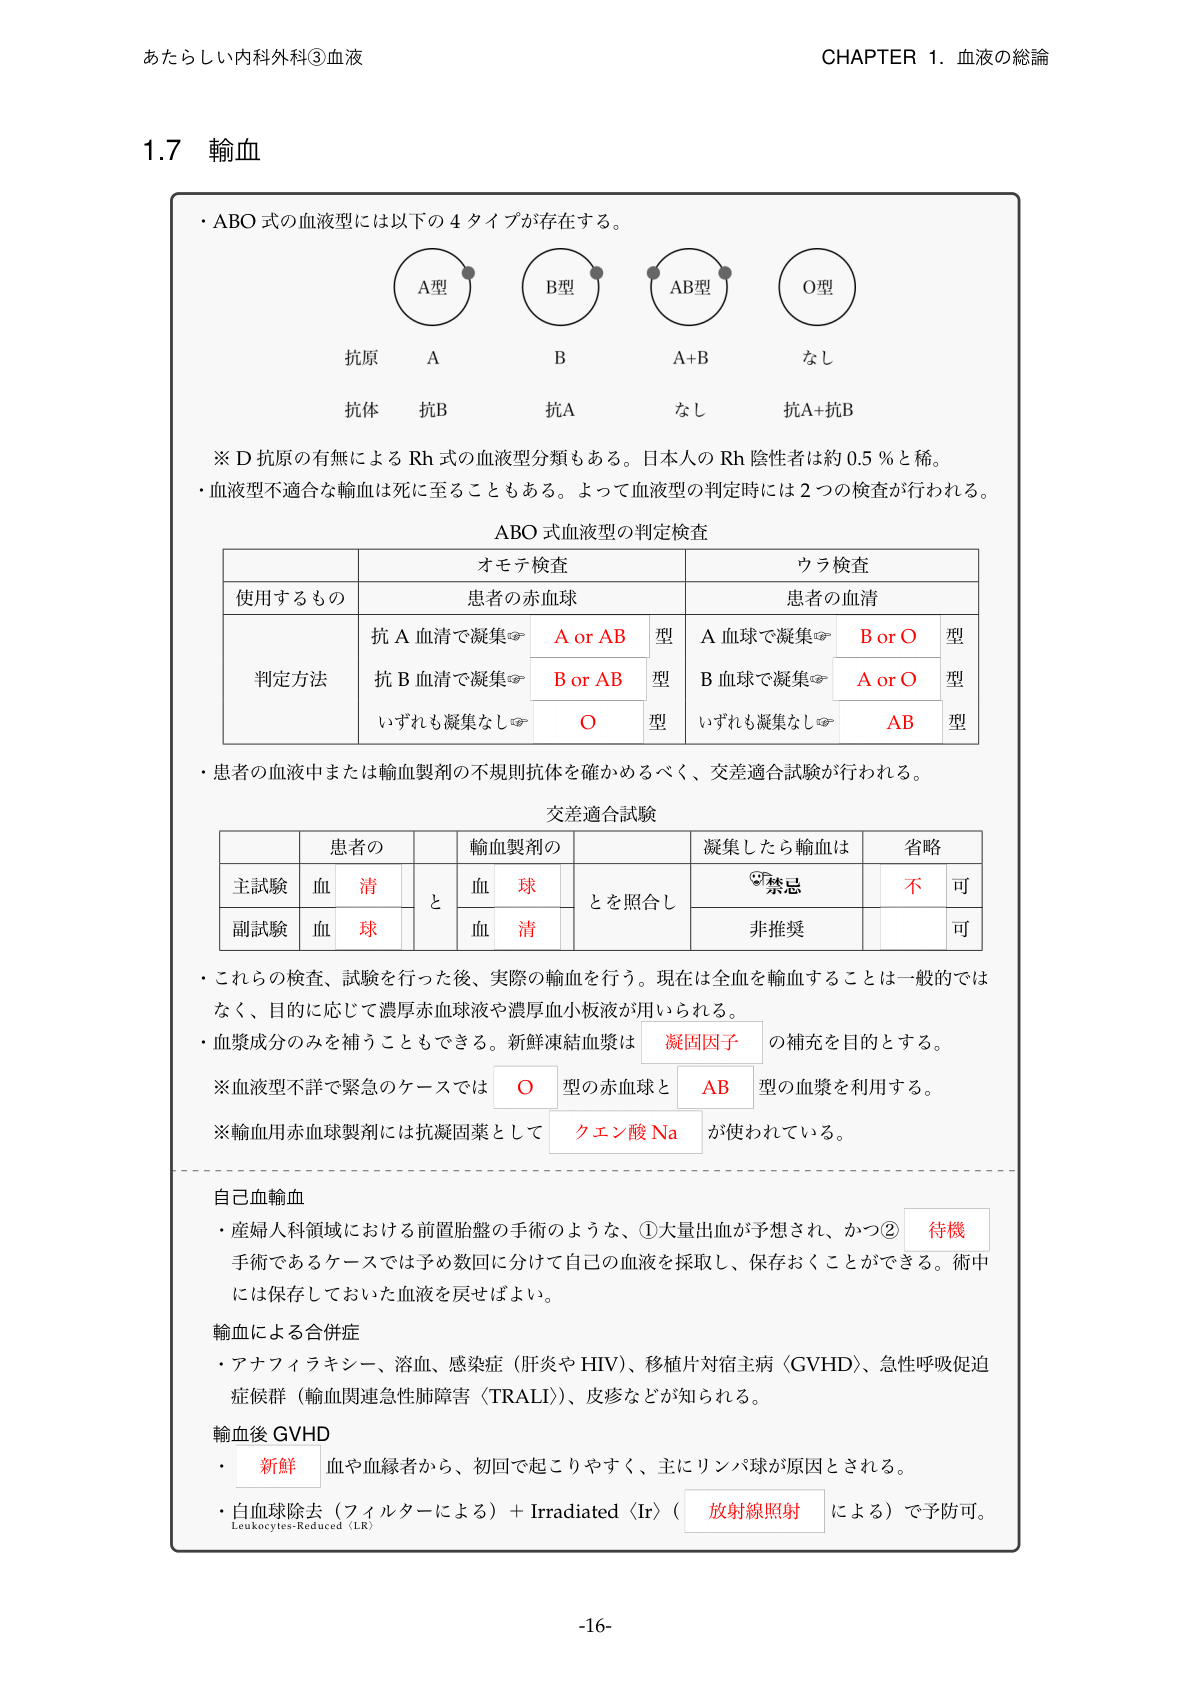 あたらしい内科外科③血液
CHAPTER 1. 血液の総論
1.7 輸血
・ABO 式の血液型には以下の 4 タイプが存在する。
A型 B型 AB型 O型
抗原 A B A+B なし
抗体 抗B 抗A なし 抗A+抗B
※ D 抗原の有無による Rh 式の血液型分類もある。日本人の Rh 陰性者は約 0.5 %と稀。
・血液型不適合な輸血は死に至ることもある。よって血液型の判定時には 2 つの検査が行われる。
ABO 式血液型の判定検査
オモテ検査 ウラ検査
使用するもの 患者の赤血球 患者の血清
抗 A 血清で凝集☞ A or AB 型 A 血球で凝集☞ B or O 型
判定方法 抗 B 血清で凝集☞ B or AB 型 B 血球で凝集☞ A or O 型
いずれも凝集なし☞ O 型 いずれも凝集なし☞ AB 型
・患者の血液中または輸血製剤の不規則抗体を確かめるべく、交差適合試験が行われる。
交差適合試験
患者の 輸血製剤の 凝集したら輸血は 省略
主試験 血 清 と 血 球 とを照合し 禁忌 不 可
副試験 血 球 血 清 非推奨 可
・これらの検査、試験を行った後、実際の輸血を行う。現在は全血を輸血することは一般的では
なく、目的に応じて濃厚赤血球液や濃厚血小板液が用いられる。
・血漿成分のみを補うこともできる。新鮮凍結血漿は 凝固因子 の補充を目的とする。
※血液型不詳で緊急のケースでは O 型の赤血球と AB 型の血漿を利用する。
※輸血用赤血球製剤には抗凝固薬として クエン酸 Na が使われている。
自己血輸血
・産婦人科領域における前置胎盤の手術のような、①大量出血が予想され、かつ② 待機
手術であるケースでは予め数回に分けて自己の血液を採取し、保存おくことができる。術中
には保存しておいた血液を戻せばよい。
輸血による合併症
・アナフィラキシー、溶血、感染症（肝炎や HIV）、移植片対宿主病〈GVHD〉、急性呼吸促迫
症候群（輸血関連急性肺障害〈TRALI〉）、皮疹などが知られる。
輸血後 GVHD
・ 新鮮 血や血縁者から、初回で起こりやすく、主にリンパ球が原因とされる。
・白血球除去（フィルターによる）＋ Irradiated〈Ir〉（ 放射線照射 による）で予防可。
Leukocytes-Reduced〈LR〉
-16-